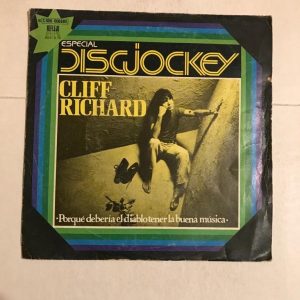 ESPECIAL
DISCJOCKEY
CLIFF
RICHARD
·Porqué debería el diablo tener la buena música·